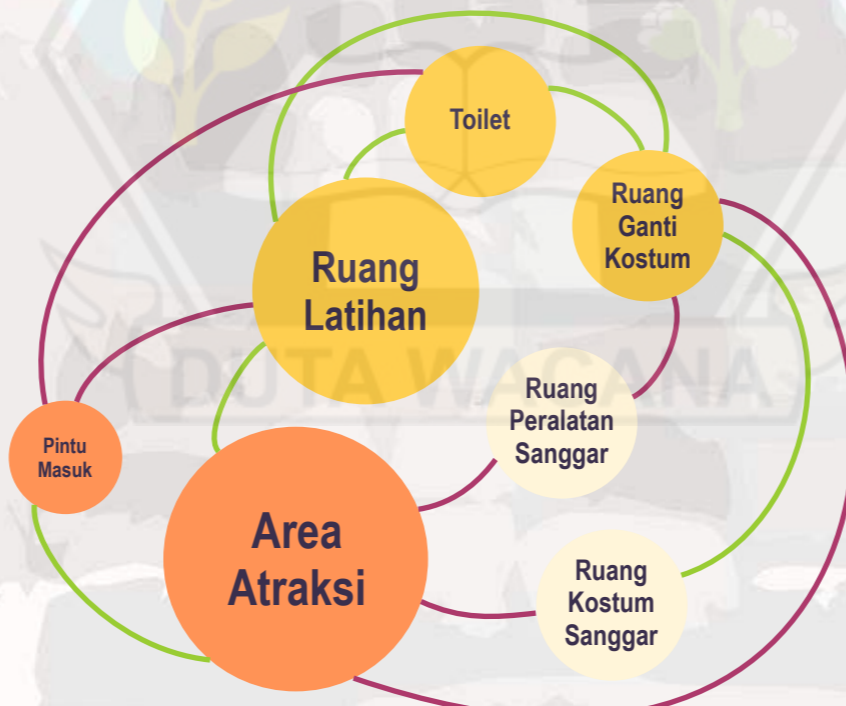 Toilet
Ruang
Ganti
Kostum
Ruang
Latihan
DUTA WACANA
Ruang
Peralatan
Sanggar
Pintu
Masuk
Area
Atraksi
Ruang
Kostum
Sanggar